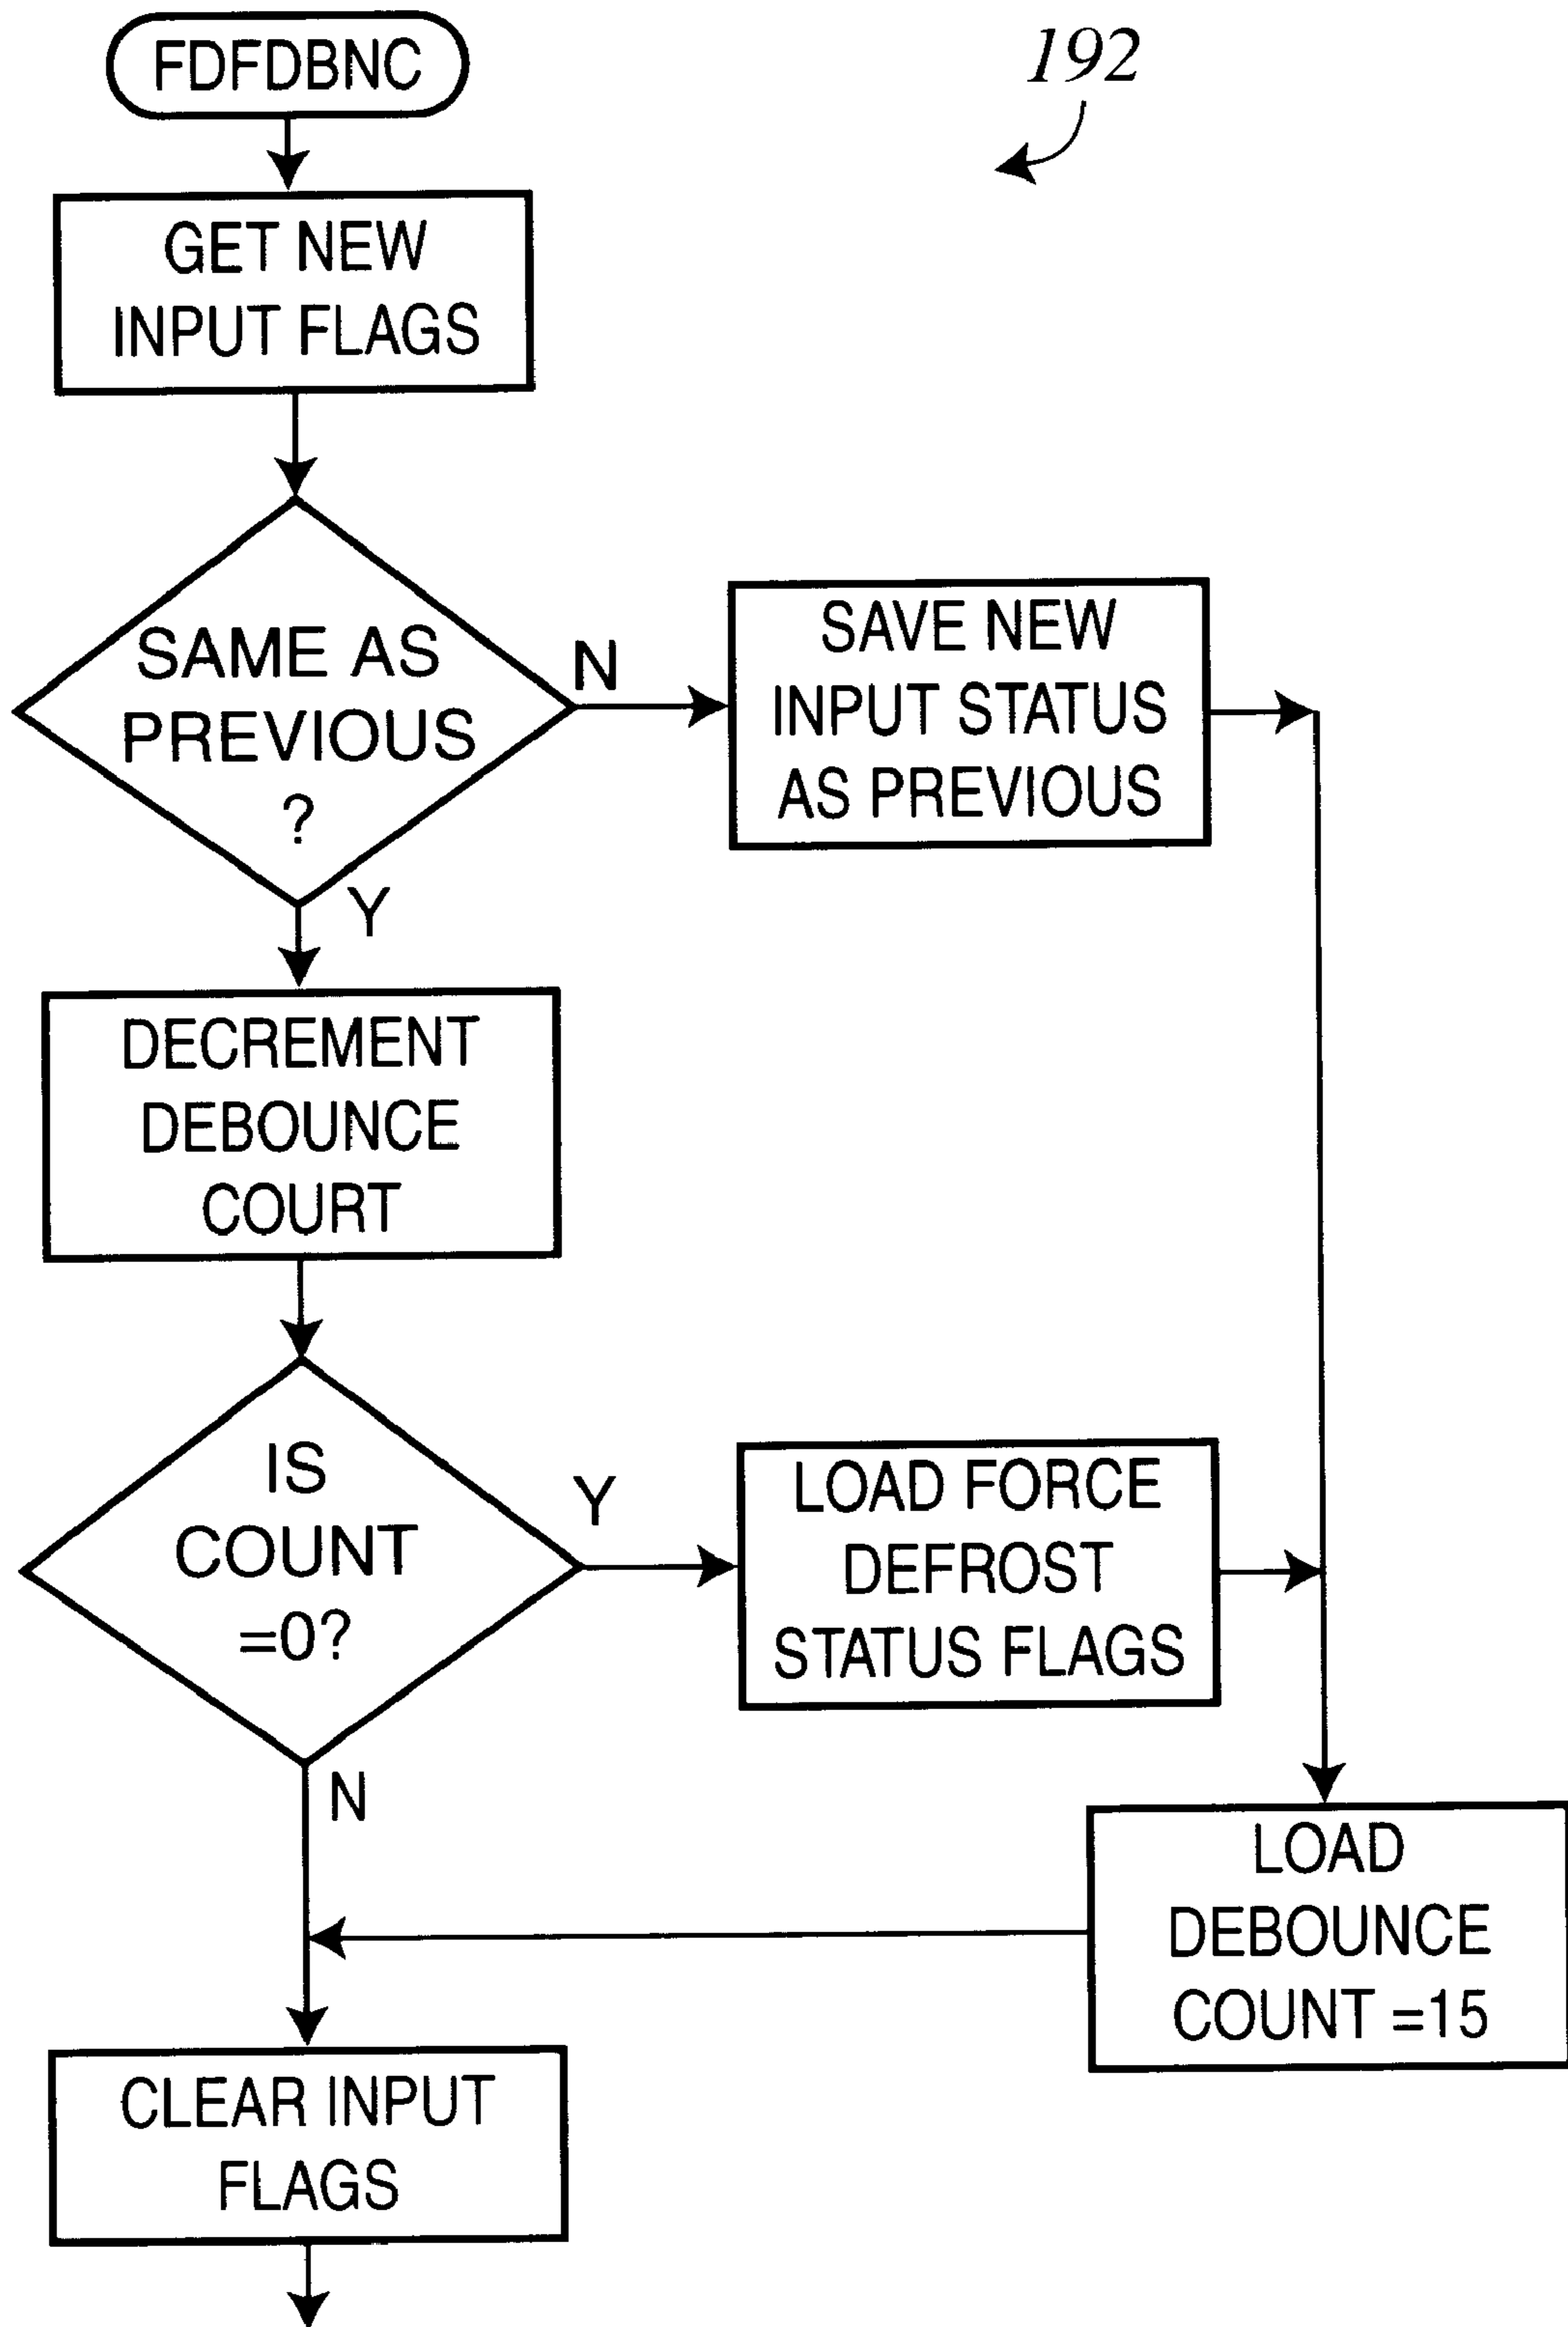 FDFDBNC
192
GET NEW
INPUT FLAGS
SAME AS
PREVIOUS
?
N
SAVE NEW
INPUT STATUS
AS PREVIOUS
Y
DECREMENT
DEBOUNCE
COURT
IS
COUNT
=0?
Y
LOAD FORCE
DEFROST
STATUS FLAGS
N
LOAD
DEBOUNCE
COUNT =15
CLEAR INPUT
FLAGS